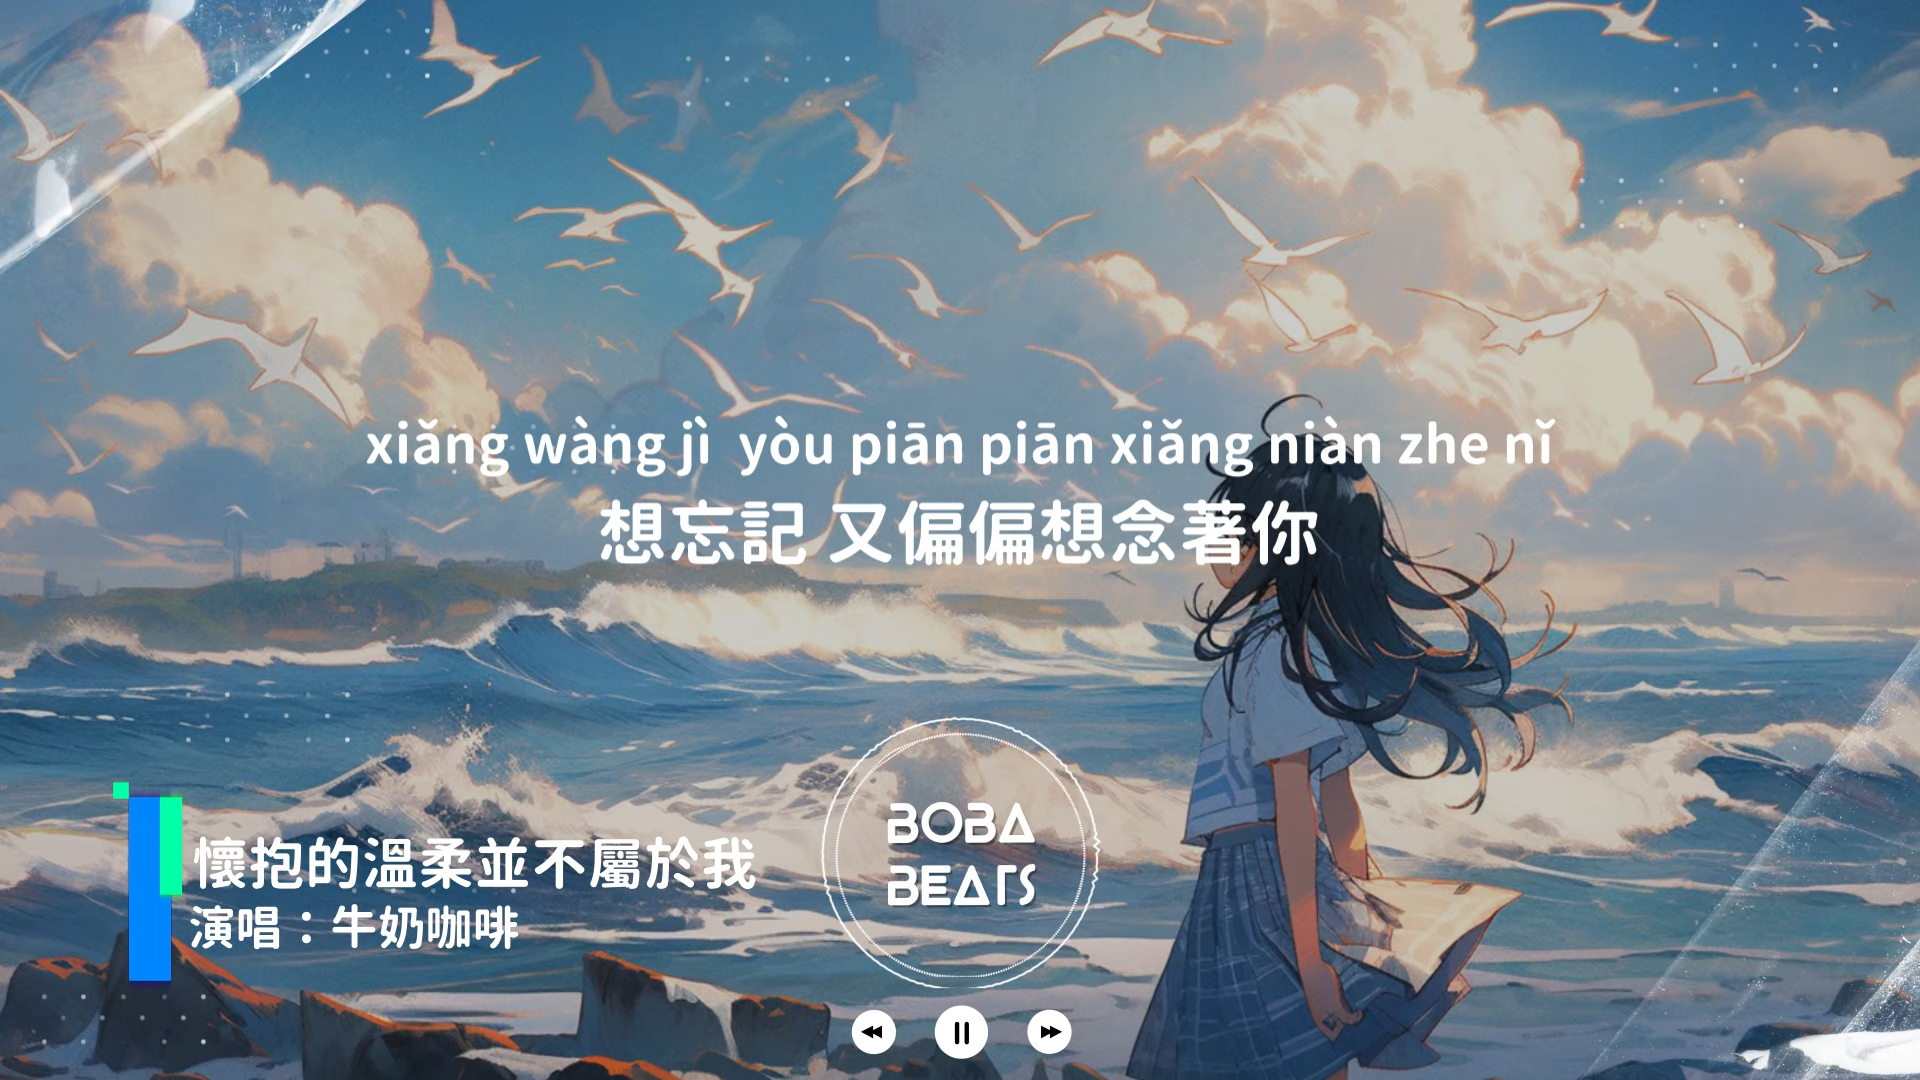 xiǎng wàng jì  yòu piān piān xiǎng niàn zhe nǐ
想忘記 又偏偏想念著你
懷抱的溫柔並不屬於我
演唱：牛奶咖啡
BOBA
BEATS